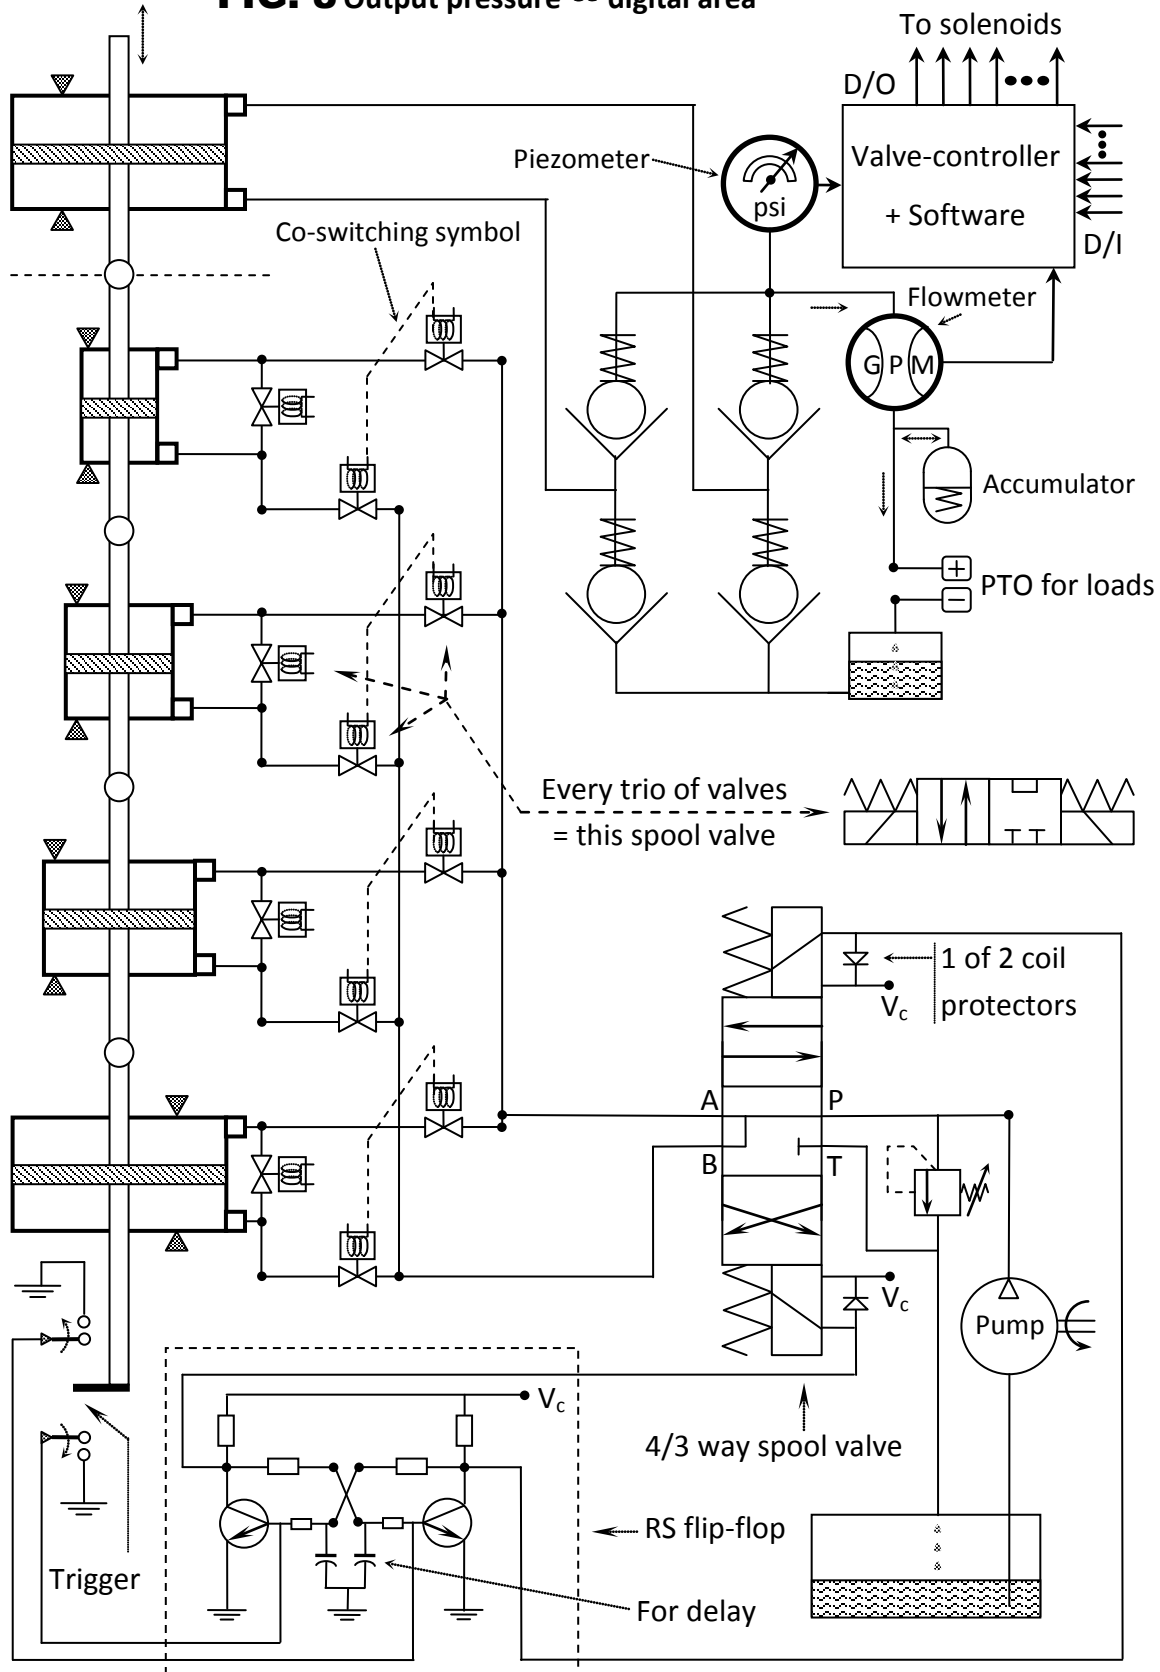 FIG. 8 Output pressure ∞ digital area
To solenoids
D/O
Valve-controller
+ Software
D/I
Piezometer
psi
Co-switching symbol
Flowmeter
G P M
Accumulator
+
−
PTO for loads
Every trio of valves
= this spool valve
1 of 2 coil
protectors
Vc
A
P
B
T
Vc
Pump
Vc
4/3 way spool valve
RS flip-flop
Trigger
For delay